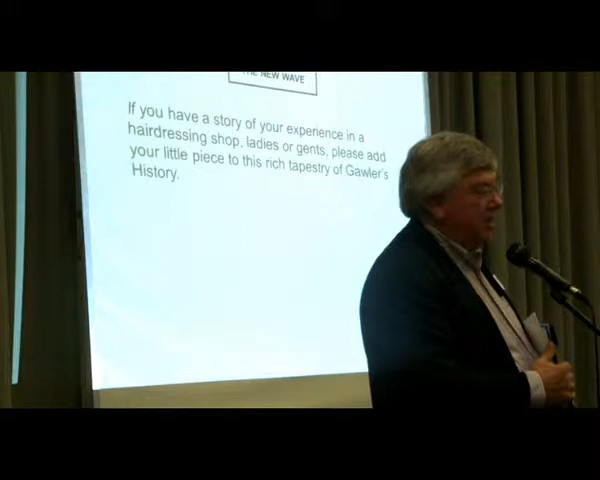 THE NEW WAVE
If you have a story of your experience in a
hairdressing shop, ladies or gents, please add
your little piece to this rich tapestry of Gawler's
History.